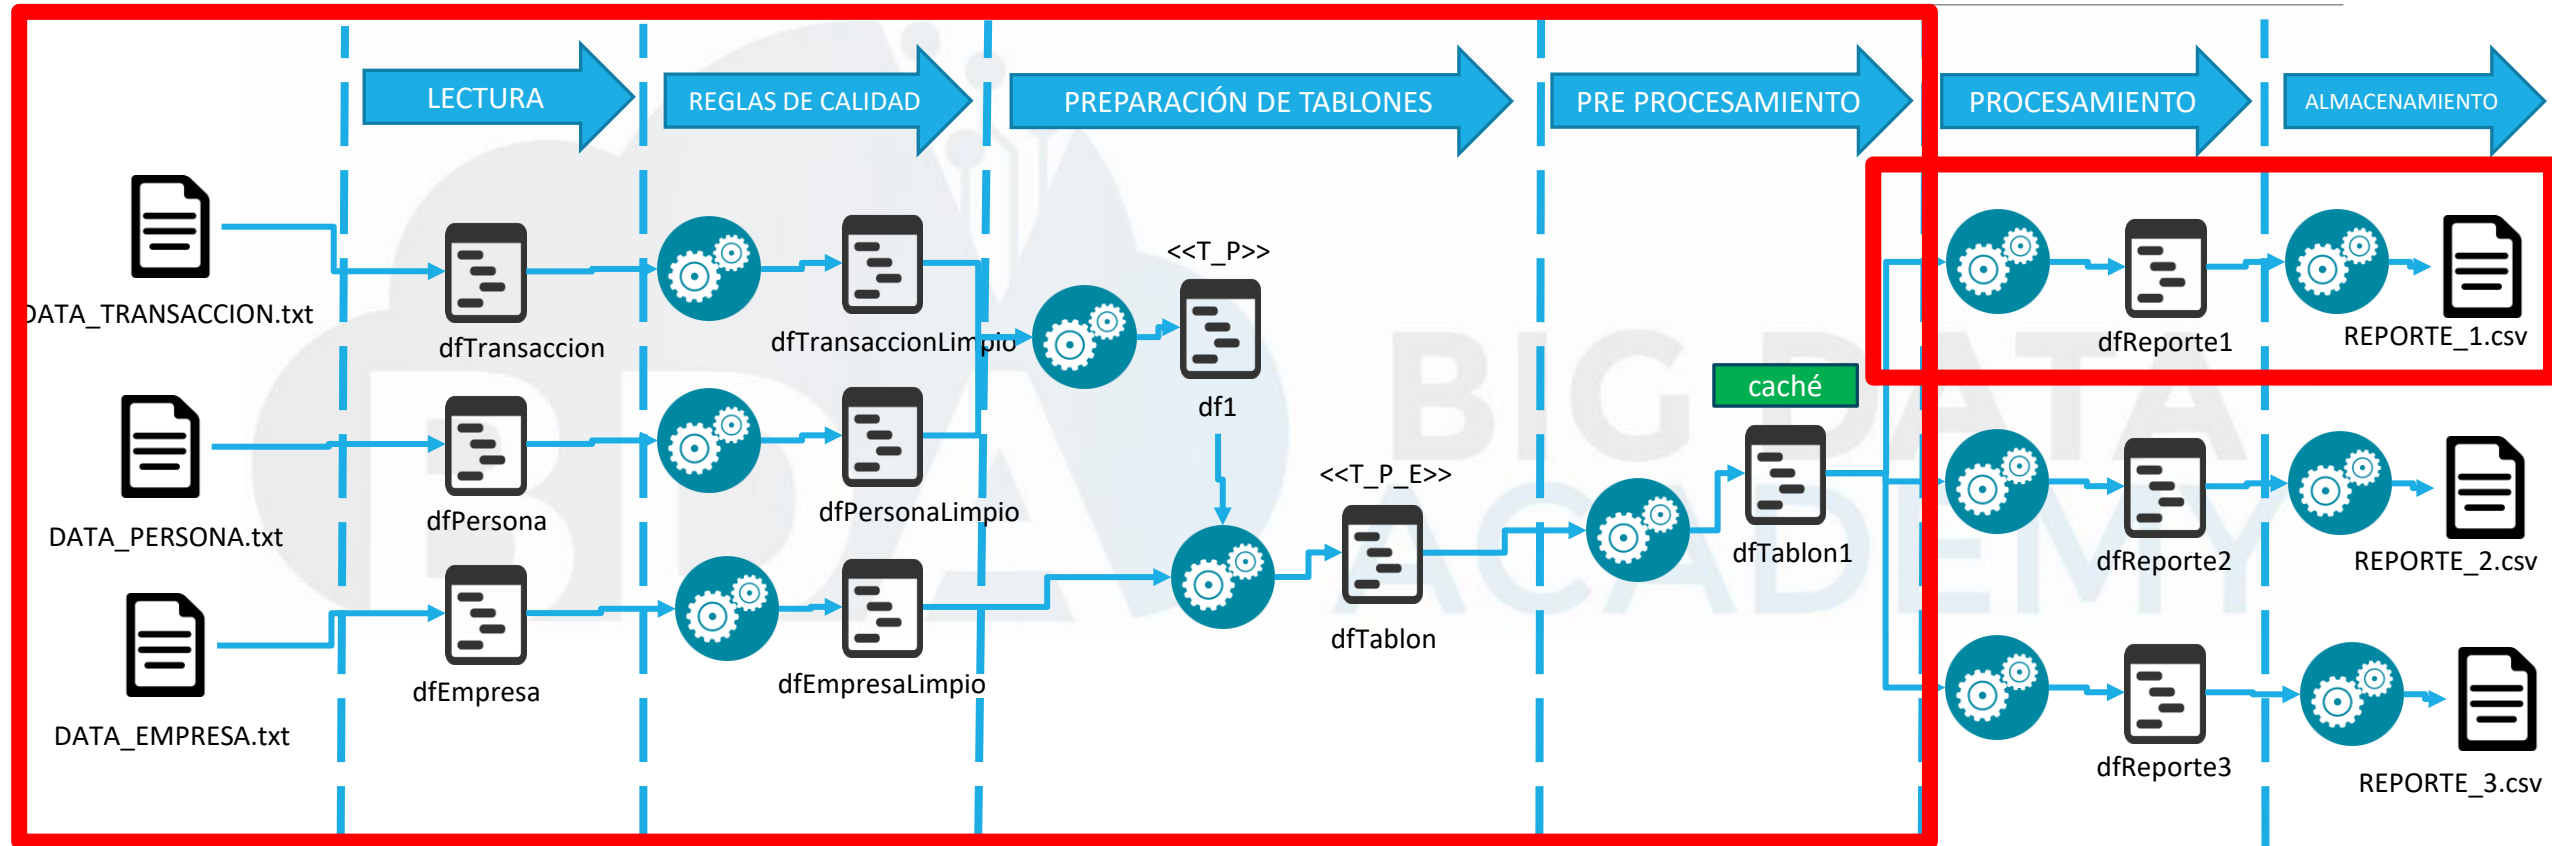 LECTURA
REGLAS DE CALIDAD
PREPARACIÓN DE TABLONES
PRE PROCESAMIENTO
PROCESAMIENTO
ALMACENAMIENTO
DATA_TRANSACCION.txt
dfTransaccion
dfTransaccionLimpio
<<T_P>>
df1
dfReporte1
REPORTE_1.csv
caché
DATA_PERSONA.txt
dfPersona
dfPersonaLimpio
<<T_P_E>>
dfTablon
dfTablon1
dfReporte2
REPORTE_2.csv
DATA_EMPRESA.txt
dfEmpresa
dfEmpresaLimpio
dfReporte3
REPORTE_3.csv
BDA
BIG DATA
ACADEMY